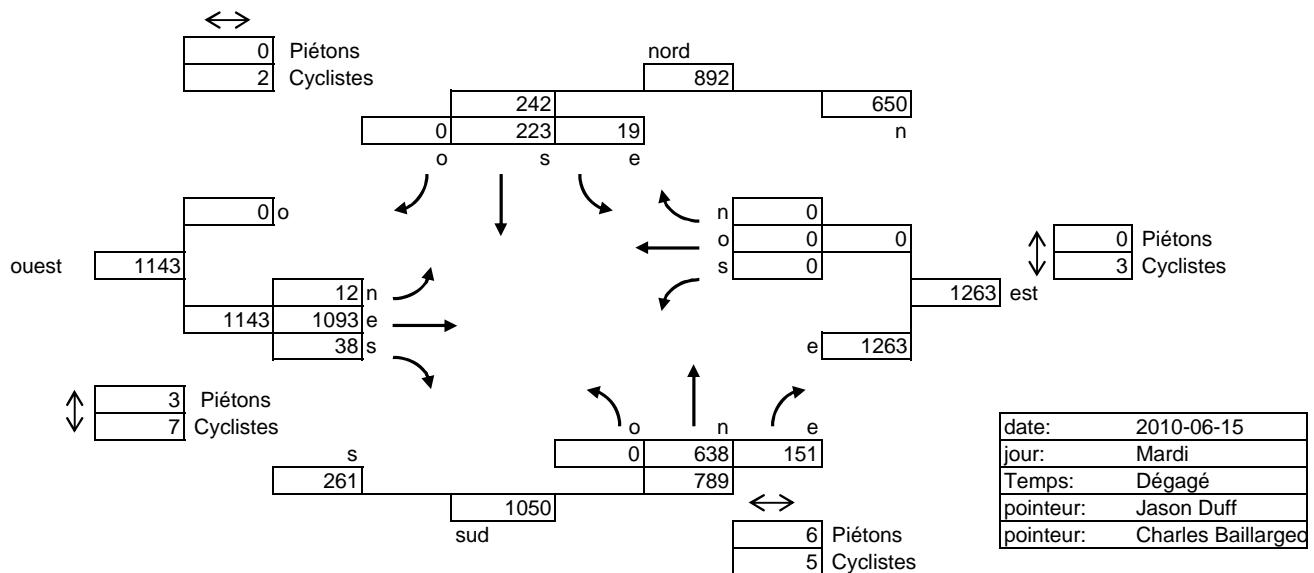 0 Piétons
2 Cyclistes
nord
892
242
650
0 223 19
n
o s e
0 o
n 0
o 0 0
s 0
0 Piétons
3 Cyclistes
ouest 1143
12 n
1143 1093 e
38 s
1263 est
e 1263
3 Piétons
7 Cyclistes
o n e
0 638 151
s
261
789
1050
sud
6 Piétons
5 Cyclistes
date: 2010-06-15
jour: Mardi
Temps: Dégagé
pointeur: Jason Duff
pointeur: Charles Baillargeo